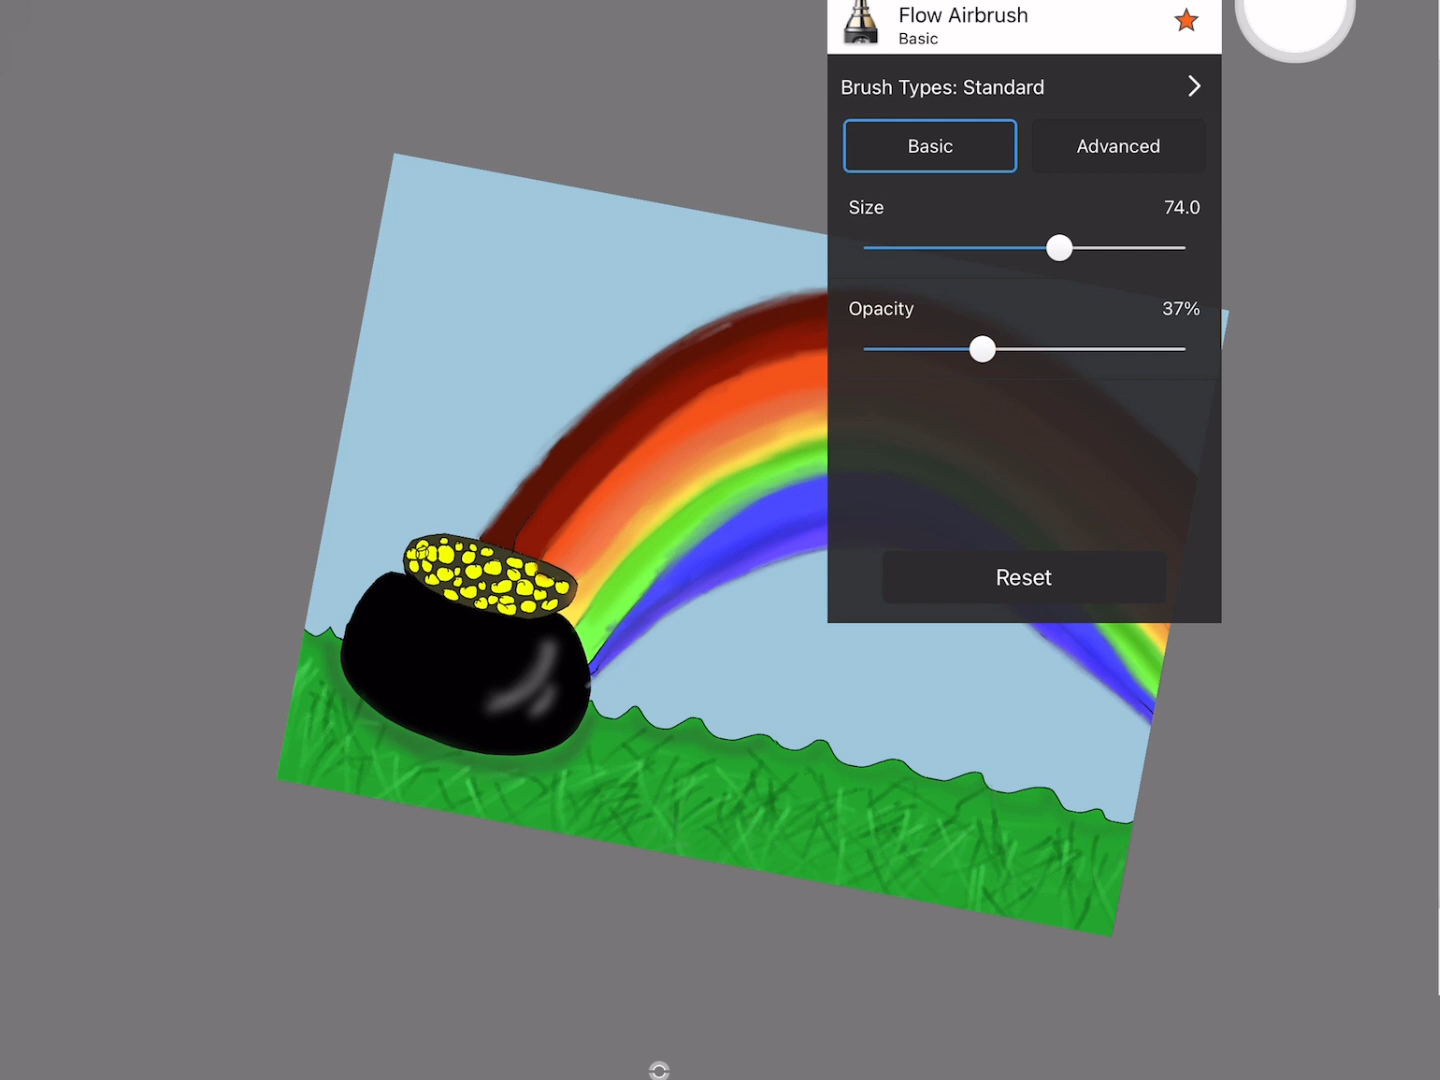 Flow Airbrush
Basic
Brush Types: Standard
Basic Advanced
Size 74.0
Opacity 37%
Reset